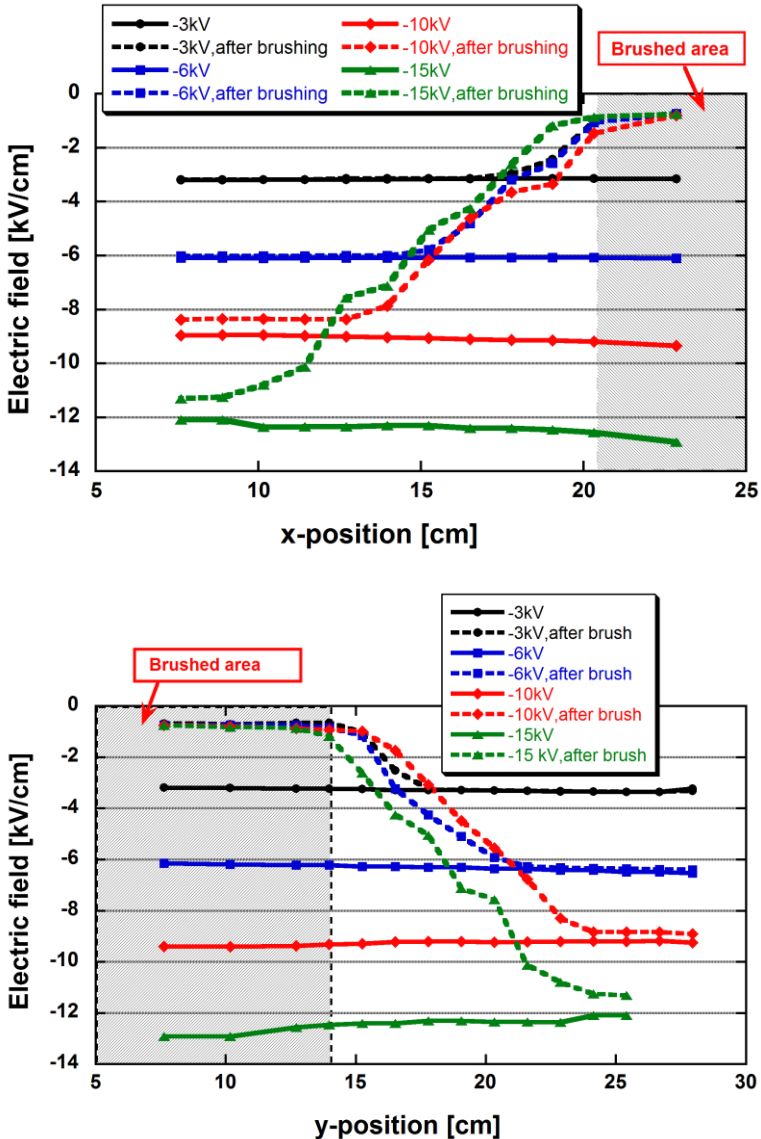 -3kV
-3kV,after brushing
-6kV
-6kV,after brushing
-10kV
-10kV,after brushing
-15kV
-15kV,after brushing
Brushed area
0
-2
-4
-6
-8
-10
-12
-14
Electric field [kV/cm]
5 10 15 20 25
x-position [cm]
-3kV
-3kV,after brush
-6kV
-6kV,after brush
-10kV
-10kV,after brush
-15kV
-15 kV,after brush
Brushed area
0
-2
-4
-6
-8
-10
-12
-14
Electric field [kV/cm]
5 10 15 20 25 30
y-position [cm]